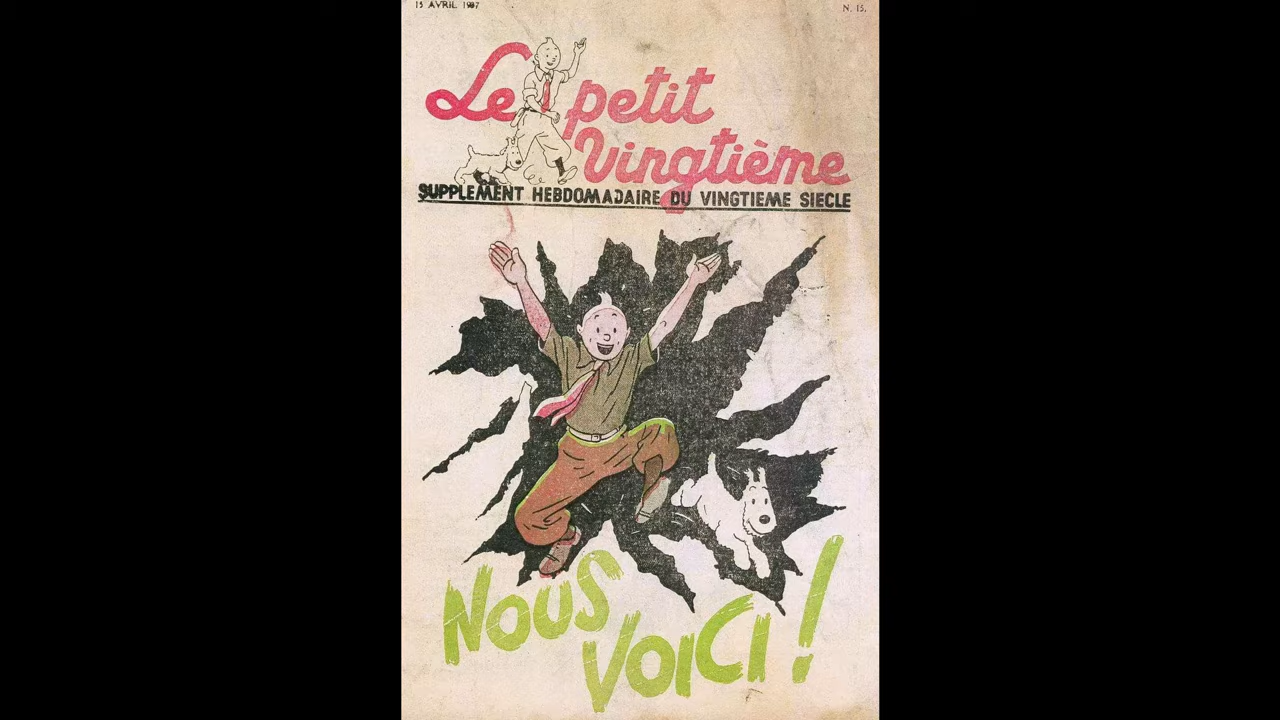 15 AVRIL 1937
N. 15.
Le petit
Vingtième
SUPPLEMENT HEBDOMADAIRE DU VINGTIEME SIECLE
NOUS
VOICI !